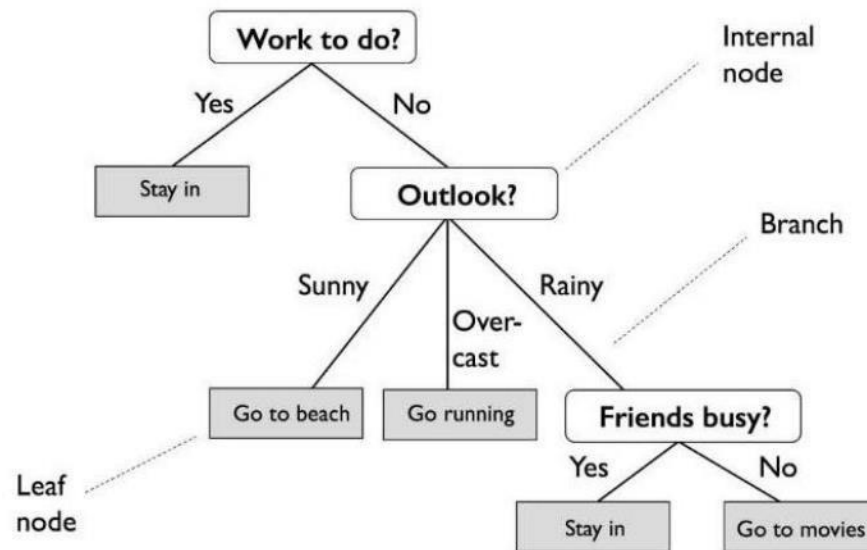 Work to do?
Internal
node
Yes
No
Stay in
Outlook?
Branch
Sunny
Rainy
Over-
cast
Go to beach
Go running
Friends busy?
Leaf
node
Yes
No
Stay in
Go to movies